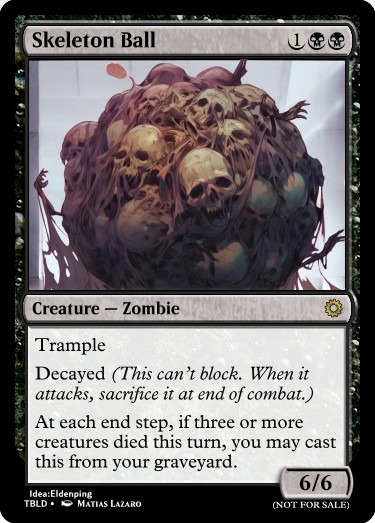 Skeleton Ball 1
Creature — Zombie
Trample
Decayed (This can't block. When it
attacks, sacrifice it at end of combat.)
At each end step, if three or more
creatures died this turn, you may cast
this from your graveyard.
6/6
Idea:Eldenping
TBLD • Matias Lazaro
(NOT FOR SALE)